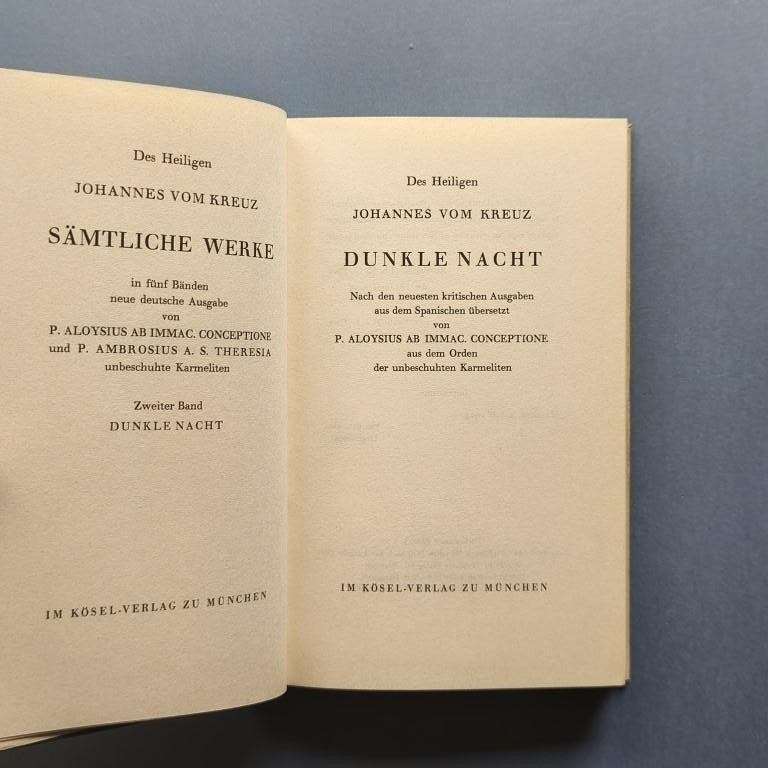 Des Heiligen
JOHANNES VOM KREUZ
SÄMTLICHE WERKE
in fünf Bänden
neue deutsche Ausgabe
von
P. ALOYSIUS AB IMMAC. CONCEPTIONE
und P. AMBROSIUS A. S. THERESIA
unbeschuhte Karmeliten
Zweiter Band
DUNKLE NACHT
IM KÖSEL-VERLAG ZU MÜNCHEN
Des Heiligen
JOHANNES VOM KREUZ
DUNKLE NACHT
Nach den neuesten kritischen Ausgaben
aus dem Spanischen übersetzt
von
P. ALOYSIUS AB IMMAC. CONCEPTIONE
aus dem Orden
der unbeschuhten Karmeliten
IM KÖSEL-VERLAG ZU MÜNCHEN